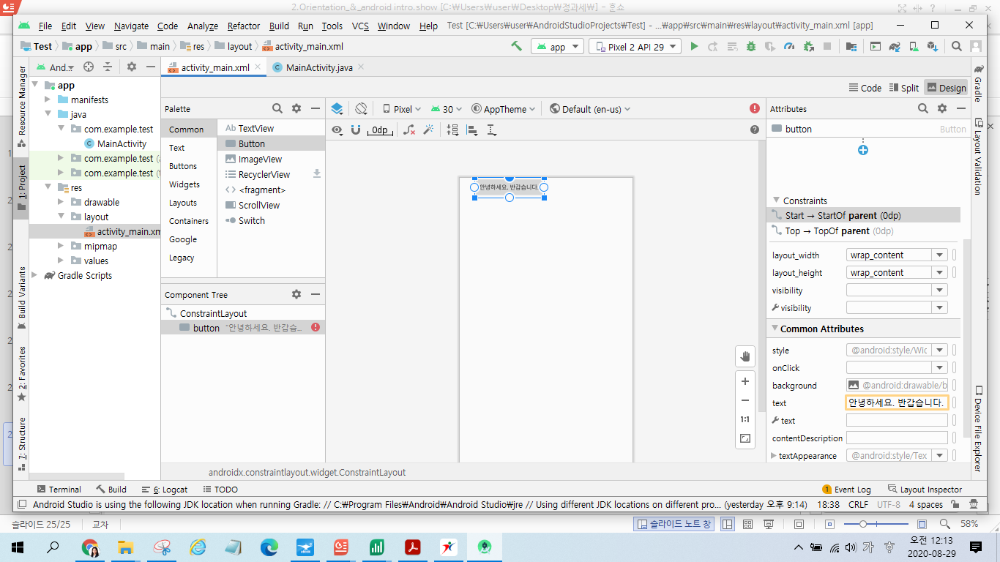 2.Orientation_&_android intro.show [C:￦Users￦user￦Desktop￦정과세￦] - 훈쇼
File Edit View Navigate Code Analyze Refactor Build Run Tools VCS Window Help Test [C:￦Users￦user￦AndroidStudioProjects￦Test] - ...￦app￦src￦main￦res￦layout￦activity_main.xml [app]
Test app src main res layout activity_main.xml app Pixel 2 API 29
And..
activity_main.xml MainActivity.java
Code Split Design
Resource Manager
1: Project
Build Variants
2: Favorites
7: Structure
app
manifests
java
com.example.test
MainActivity
com.example.test
com.example.test
res
drawable
layout
activity_main.xm
mipmap
values
Gradle Scripts
Palette
Common
Text
Buttons
Widgets
Layouts
Containers
Google
Legacy
Ab TextView
Button
ImageView
RecyclerView
<fragment>
ScrollView
Switch
Component Tree
ConstraintLayout
button "안녕하세요. 반갑습...
Pixel 30 AppTheme Default (en-us)
0dp
안녕하세요. 반갑습니다.
1:1
androidx.constraintlayout.widget.ConstraintLayout
Attributes
button Button
Constraints
Start → StartOf parent (0dp)
Top → TopOf parent (0dp)
layout_width wrap_content
layout_height wrap_content
visibility
visibility
Common Attributes
style @android:style/Wic
onClick
background @android:drawable/b
text 안녕하세요. 반갑습니다.
text
contentDescription
textAppearance @android:style/Tex
Gradle
Layout Validation
Device File Explorer
Terminal Build 6: Logcat TODO 1 Event Log Layout Inspector
Android Studio is using the following JDK location when running Gradle: // C:￦Program Files￦Android￦Android Studio￦jre // Using different JDK locations on different pro... (yesterday 오후 9:14) 18:38 CRLF UTF-8 4 spaces
슬라이드 25/25 교차 슬라이드 노트 창 58%
가
오전 12:13
2020-08-29